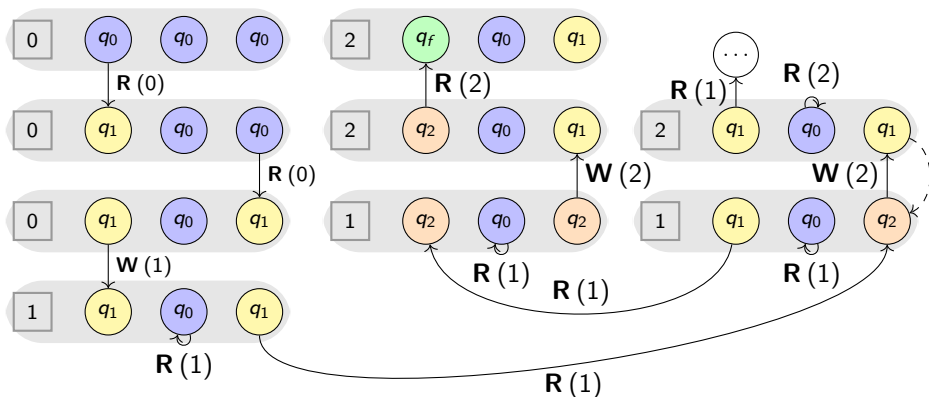 0 q₀ q₀ q₀
R (0)
0 q₁ q₀ q₀
R (0)
0 q₁ q₀ q₁
W (1)
1 q₁ q₀ q₁
R (1)
R (1)
2 q_f q₀ q₁
R (2)
2 q₂ q₀ q₁
W (2)
1 q₂ q₀ q₂
R (1)
R (1)
...
R (1)
R (2)
2 q₁ q₀ q₁
W (2)
1 q₁ q₀ q₂
R (1)